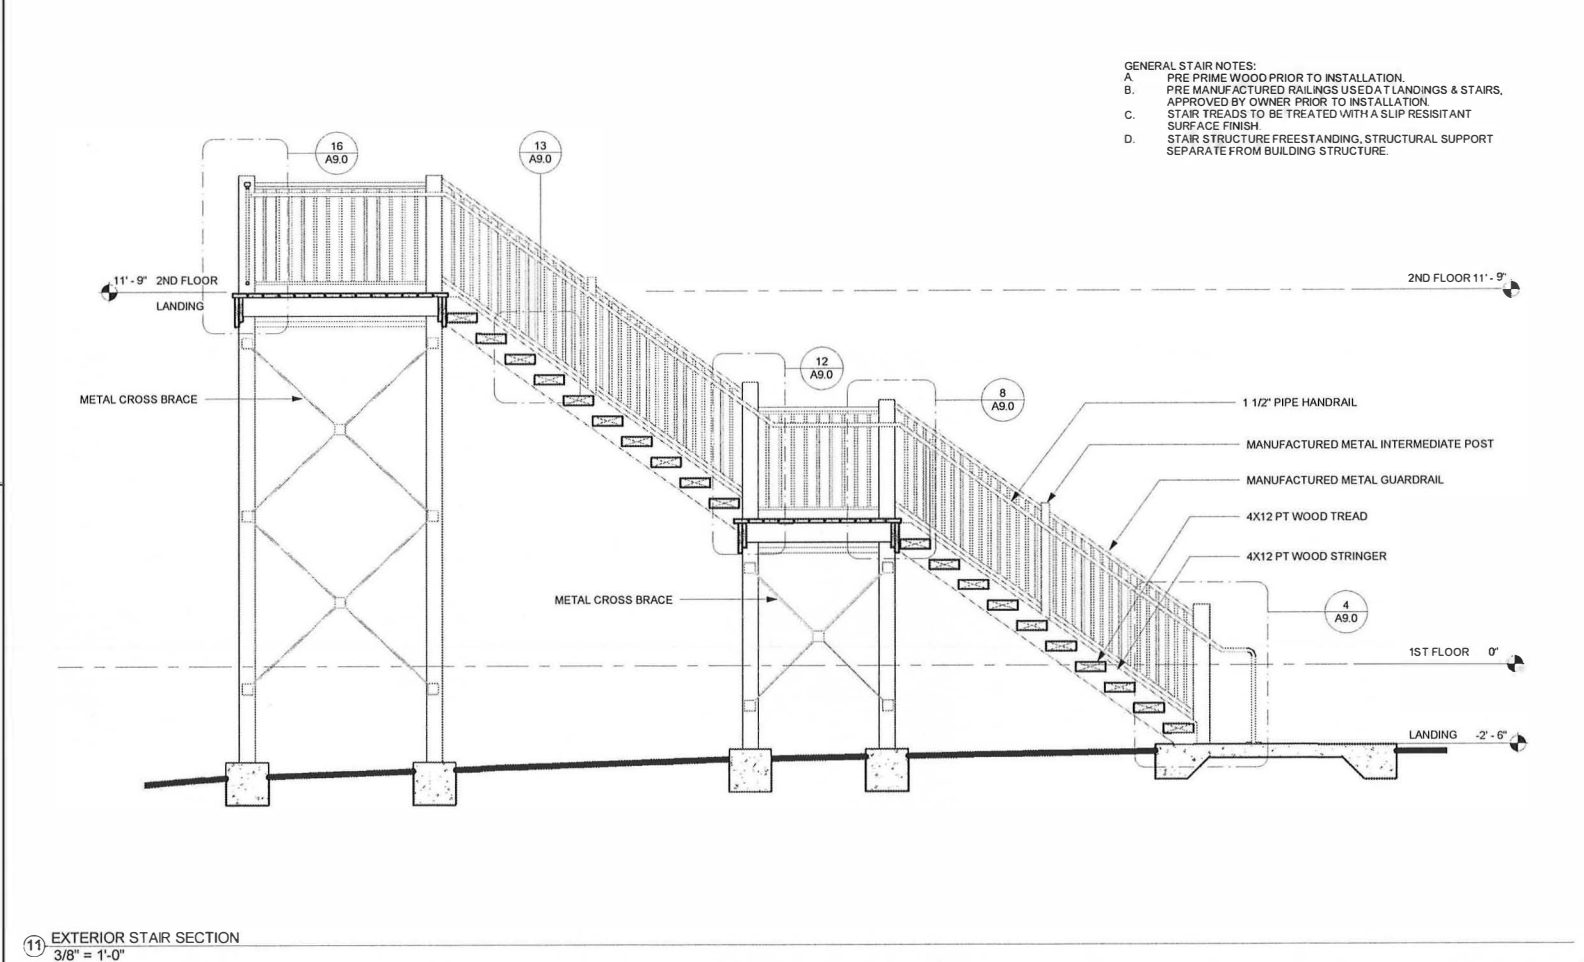 GENERAL STAIR NOTES:
A. PRE PRIME WOOD PRIOR TO INSTALLATION.
B. PRE MANUFACTURED RAILINGS USED AT LANDINGS & STAIRS,
APPROVED BY OWNER PRIOR TO INSTALLATION.
C. STAIR TREADS TO BE TREATED WITH A SLIP RESISITANT
SURFACE FINISH.
D. STAIR STRUCTURE FREESTANDING, STRUCTURAL SUPPORT
SEPARATE FROM BUILDING STRUCTURE.
16
A9.0
13
A9.0
11' - 9" 2ND FLOOR
LANDING
2ND FLOOR 11' - 9"
12
A9.0
8
A9.0
METAL CROSS BRACE
1 1/2" PIPE HANDRAIL
MANUFACTURED METAL INTERMEDIATE POST
MANUFACTURED METAL GUARDRAIL
4X12 PT WOOD TREAD
4X12 PT WOOD STRINGER
METAL CROSS BRACE
4
A9.0
1ST FLOOR 0"
LANDING -2' - 6"
11 EXTERIOR STAIR SECTION
3/8" = 1'-0"